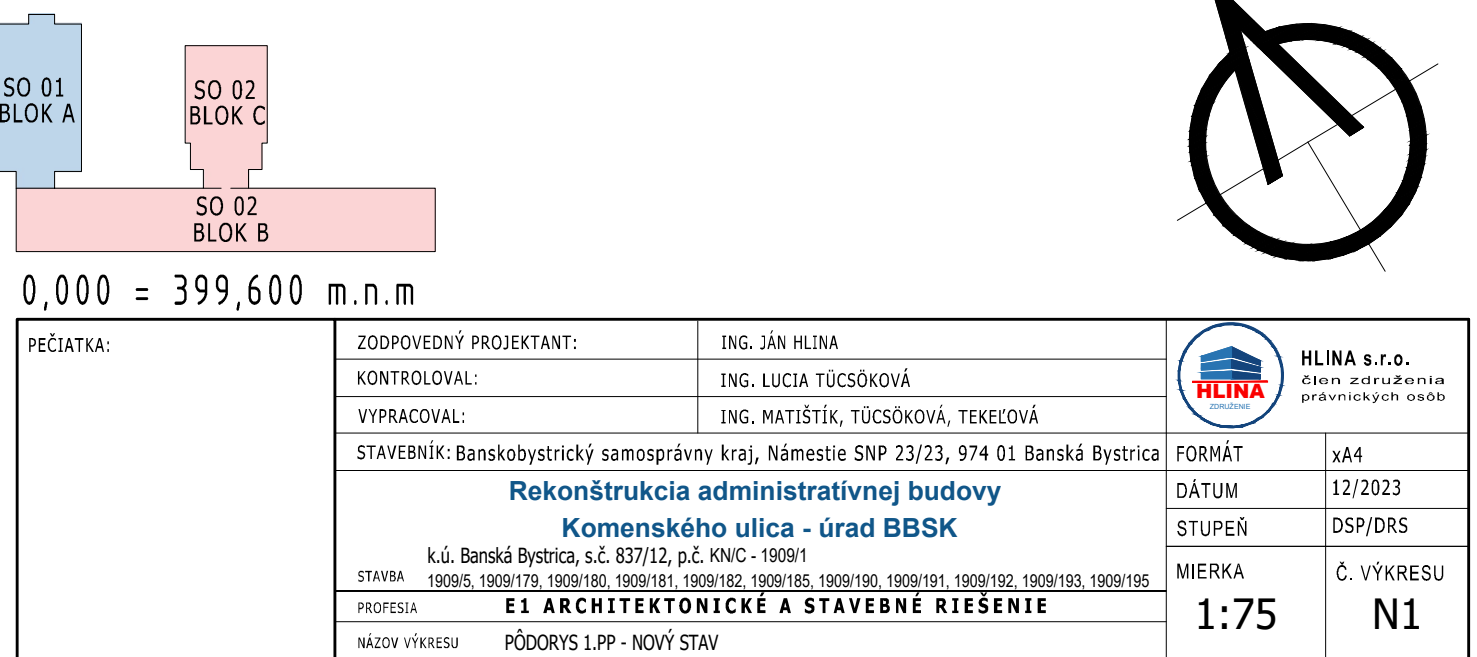 SO 01
BLOK A
SO 02
BLOK C
SO 02
BLOK B
0,000 = 399,600 m.n.m
PEČIATKA:
ZODPOVEDNÝ PROJEKTANT: ING. JÁN HLINA
KONTROLOVAL: ING. LUCIA TÜCSÖKOVÁ
VYPRACOVAL: ING. MATIŠTÍK, TÜCSÖKOVÁ, TEKEĽOVÁ
HLINA
ZDRUŽENIE
HLINA s.r.o.
člen združenia
právnických osôb
STAVEBNÍK: Banskobystrický samosprávny kraj, Námestie SNP 23/23, 974 01 Banská Bystrica
FORMÁT xA4
Rekonštrukcia administratívnej budovy
Komenského ulica - úrad BBSK
DÁTUM 12/2023
STUPEŇ DSP/DRS
k.ú. Banská Bystrica, s.č. 837/12, p.č. KN/C - 1909/1
STAVBA 1909/5, 1909/179, 1909/180, 1909/181, 1909/182, 1909/185, 1909/190, 1909/191, 1909/192, 1909/193, 1909/195
PROFESIA E1 ARCHITEKTONICKÉ A STAVEBNÉ RIEŠENIE
NÁZOV VÝKRESU PÔDORYS 1.PP - NOVÝ STAV
MIERKA
1:75
Č. VÝKRESU
N1